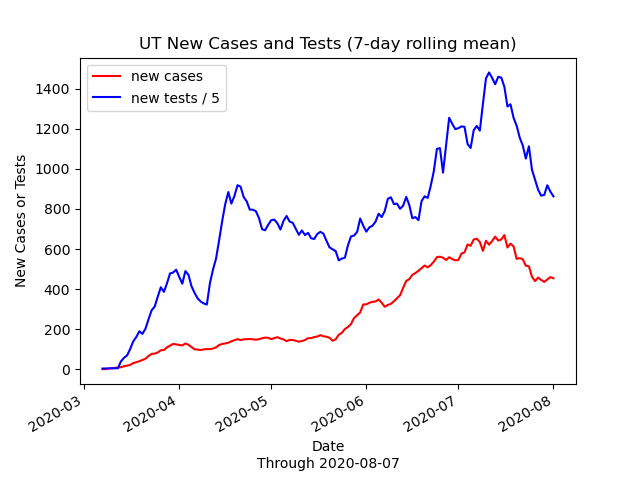 UT New Cases and Tests (7-day rolling mean)
new cases
new tests / 5
New Cases or Tests
1400
1200
1000
800
600
400
200
0
2020-03
2020-04
2020-05
2020-06
2020-07
2020-08
Date
Through 2020-08-07